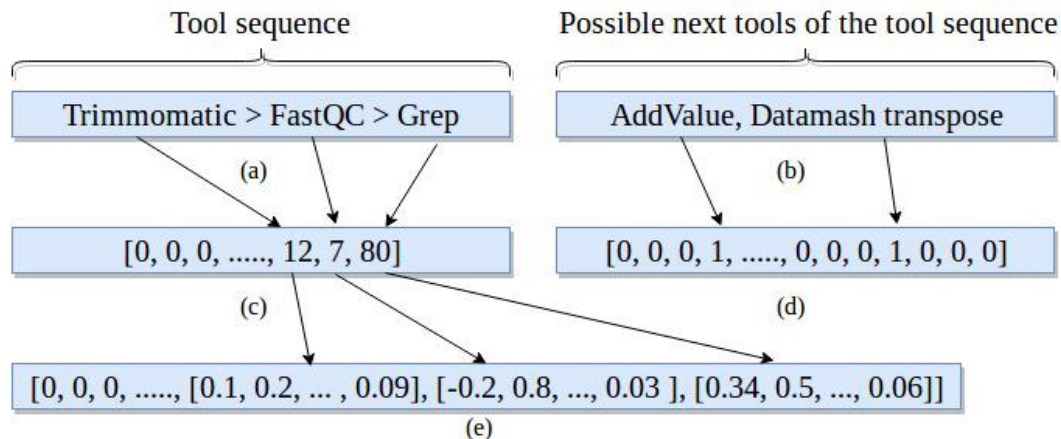 Tool sequence
Possible next tools of the tool sequence
Trimmomatic > FastQC > Grep
AddValue, Datamash transpose
(a)
(b)
[0, 0, 0, ....., 12, 7, 80]
[0, 0, 0, 1, ....., 0, 0, 0, 1, 0, 0, 0]
(c)
(d)
[0, 0, 0, ....., [0.1, 0.2, ... , 0.09], [-0.2, 0.8, ..., 0.03 ], [0.34, 0.5, ..., 0.06]]
(e)